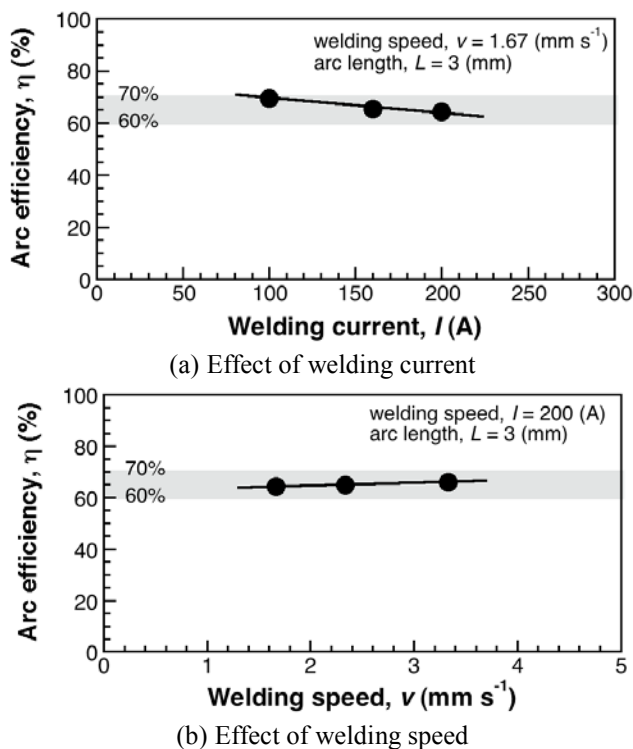 100
80
60
40
20
0
Arc efficiency, η (%)
welding speed, v = 1.67 (mm s⁻¹)
arc length, L = 3 (mm)
70%
60%
0 50 100 150 200 250 300
Welding current, I (A)
(a) Effect of welding current
100
80
60
40
20
0
Arc efficiency, η (%)
welding speed, I = 200 (A)
arc length, L = 3 (mm)
70%
60%
0 1 2 3 4 5
Welding speed, v (mm s⁻¹)
(b) Effect of welding speed